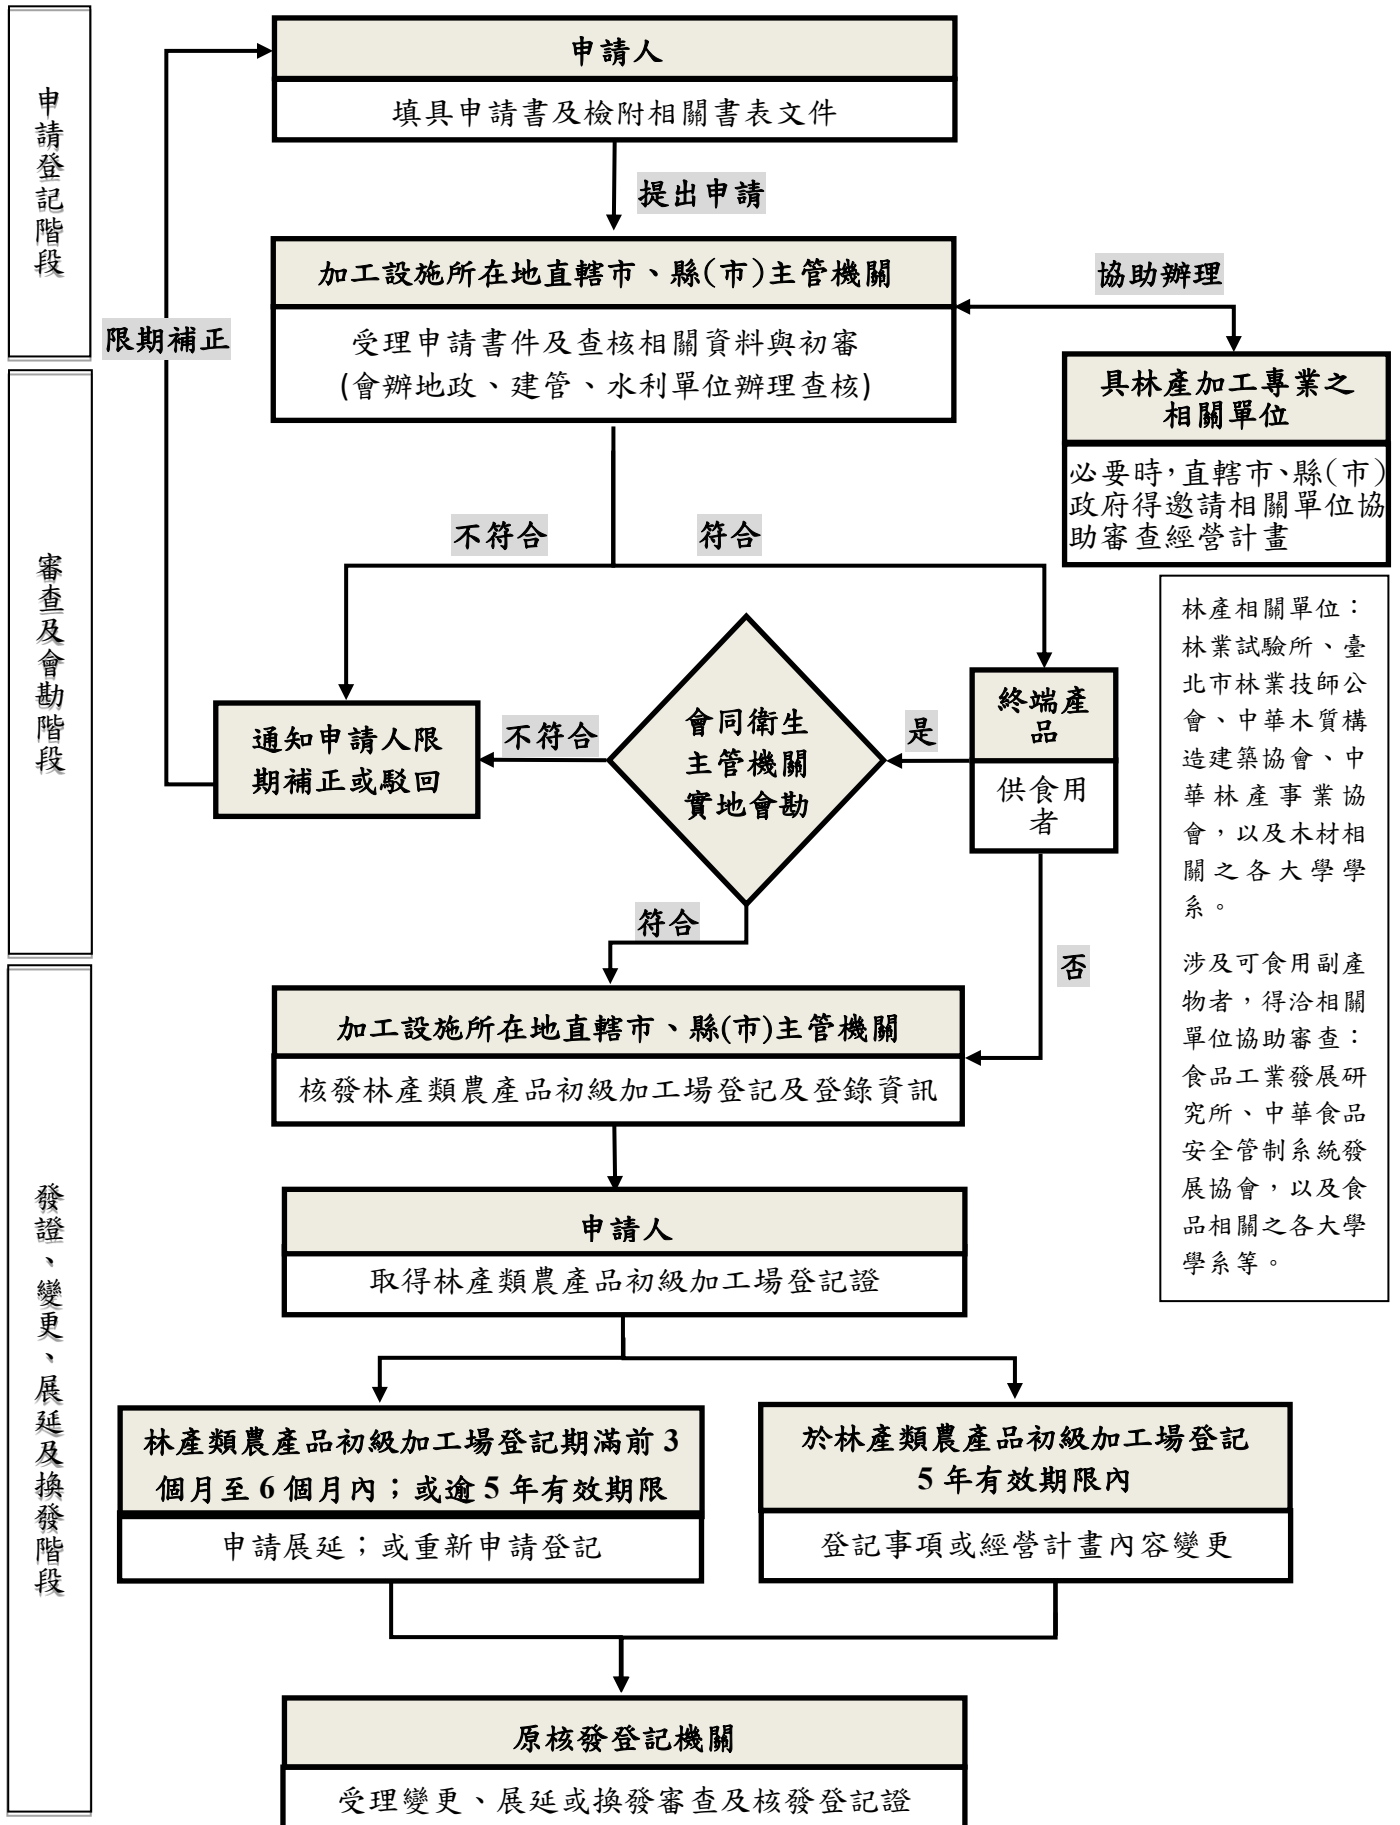 申請登記階段
申請人
填具申請書及檢附相關書表文件
提出申請
加工設施所在地直轄市、縣(市)主管機關
受理申請書件及查核相關資料與初審
(會辦地政、建管、水利單位辦理查核)
協助辦理
限期補正
具林產加工專業之
相關單位
必要時，直轄市、縣(市)
政府得邀請相關單位協
助審查經營計畫
審查及會勘階段
不符合
符合
通知申請人限
期補正或駁回
不符合
會同衛生
主管機關
實地會勘
是
終端產
品
供食用
者
符合
否
林產相關單位：
林業試驗所、臺
北市林業技師公
會、中華木質構
造建築協會、中
華林產事業協
會，以及木材相
關之各大學學
系。
涉及可食用副產
物者，得洽相關
單位協助審查：
食品工業發展研
究所、中華食品
安全管制系統發
展協會，以及食
品相關之各大學
學系等。
發證、變更、展延及換發階段
加工設施所在地直轄市、縣(市)主管機關
核發林產類農產品初級加工場登記及登錄資訊
申請人
取得林產類農產品初級加工場登記證
林產類農產品初級加工場登記期滿前 3
個月至 6 個月內；或逾 5 年有效期限
申請展延；或重新申請登記
於林產類農產品初級加工場登記
5 年有效期限內
登記事項或經營計畫內容變更
原核發登記機關
受理變更、展延或換發審查及核發登記證